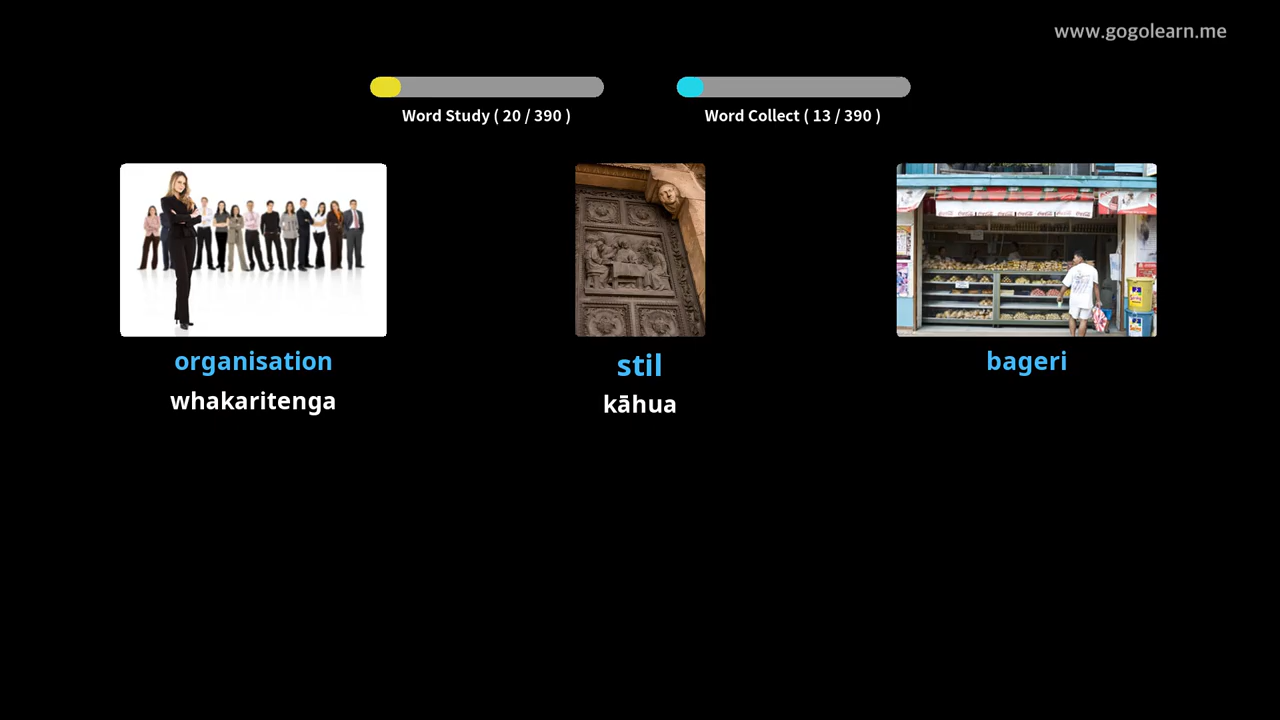 www.gogolearn.me
Word Study ( 20 / 390 )
Word Collect ( 13 / 390 )
organisation
whakaritenga
stil
kāhua
bageri